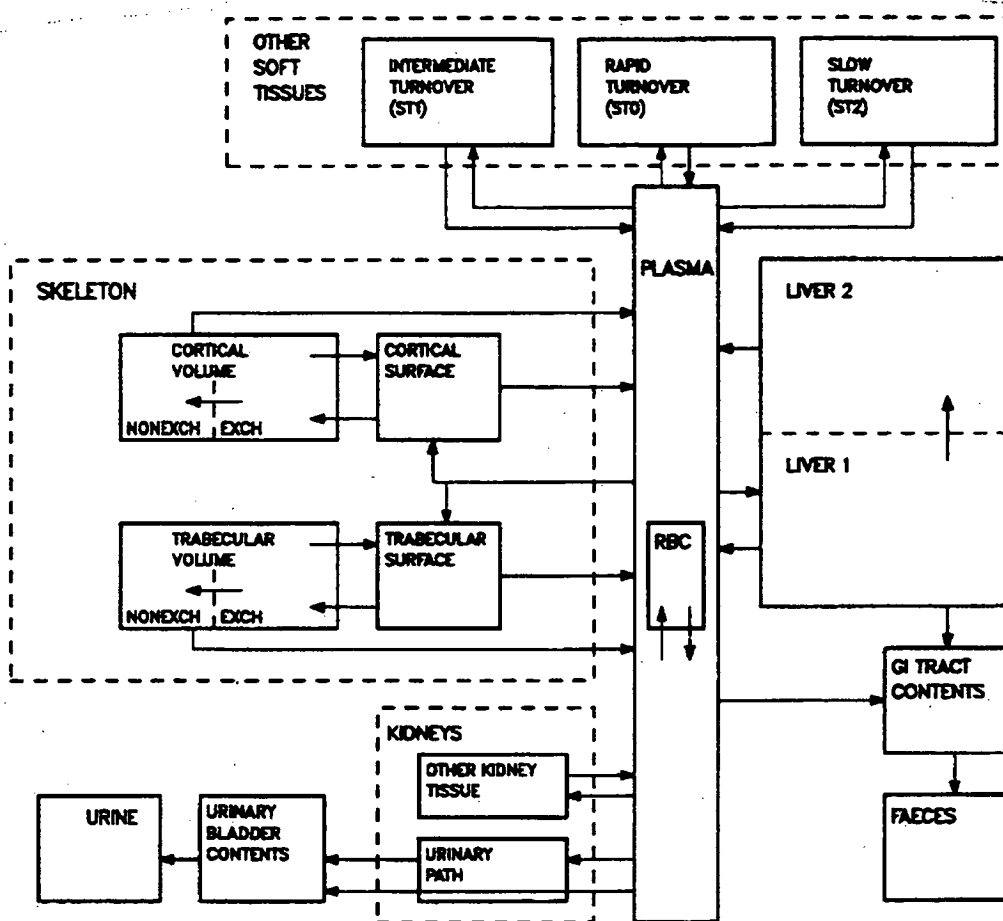 OTHER
SOFT
TISSUES
INTERMEDIATE
TURNOVER
(ST1)
RAPID
TURNOVER
(ST0)
SLOW
TURNOVER
(ST2)
SKELETON
CORTICAL
VOLUME
NONEXCH
EXCH
CORTICAL
SURFACE
TRABECULAR
VOLUME
NONEXCH
EXCH
TRABECULAR
SURFACE
PLASMA
RBC
LIVER 2
LIVER 1
GI TRACT
CONTENTS
FAECES
KIDNEYS
OTHER KIDNEY
TISSUE
URINARY
PATH
URINARY
BLADDER
CONTENTS
URINE